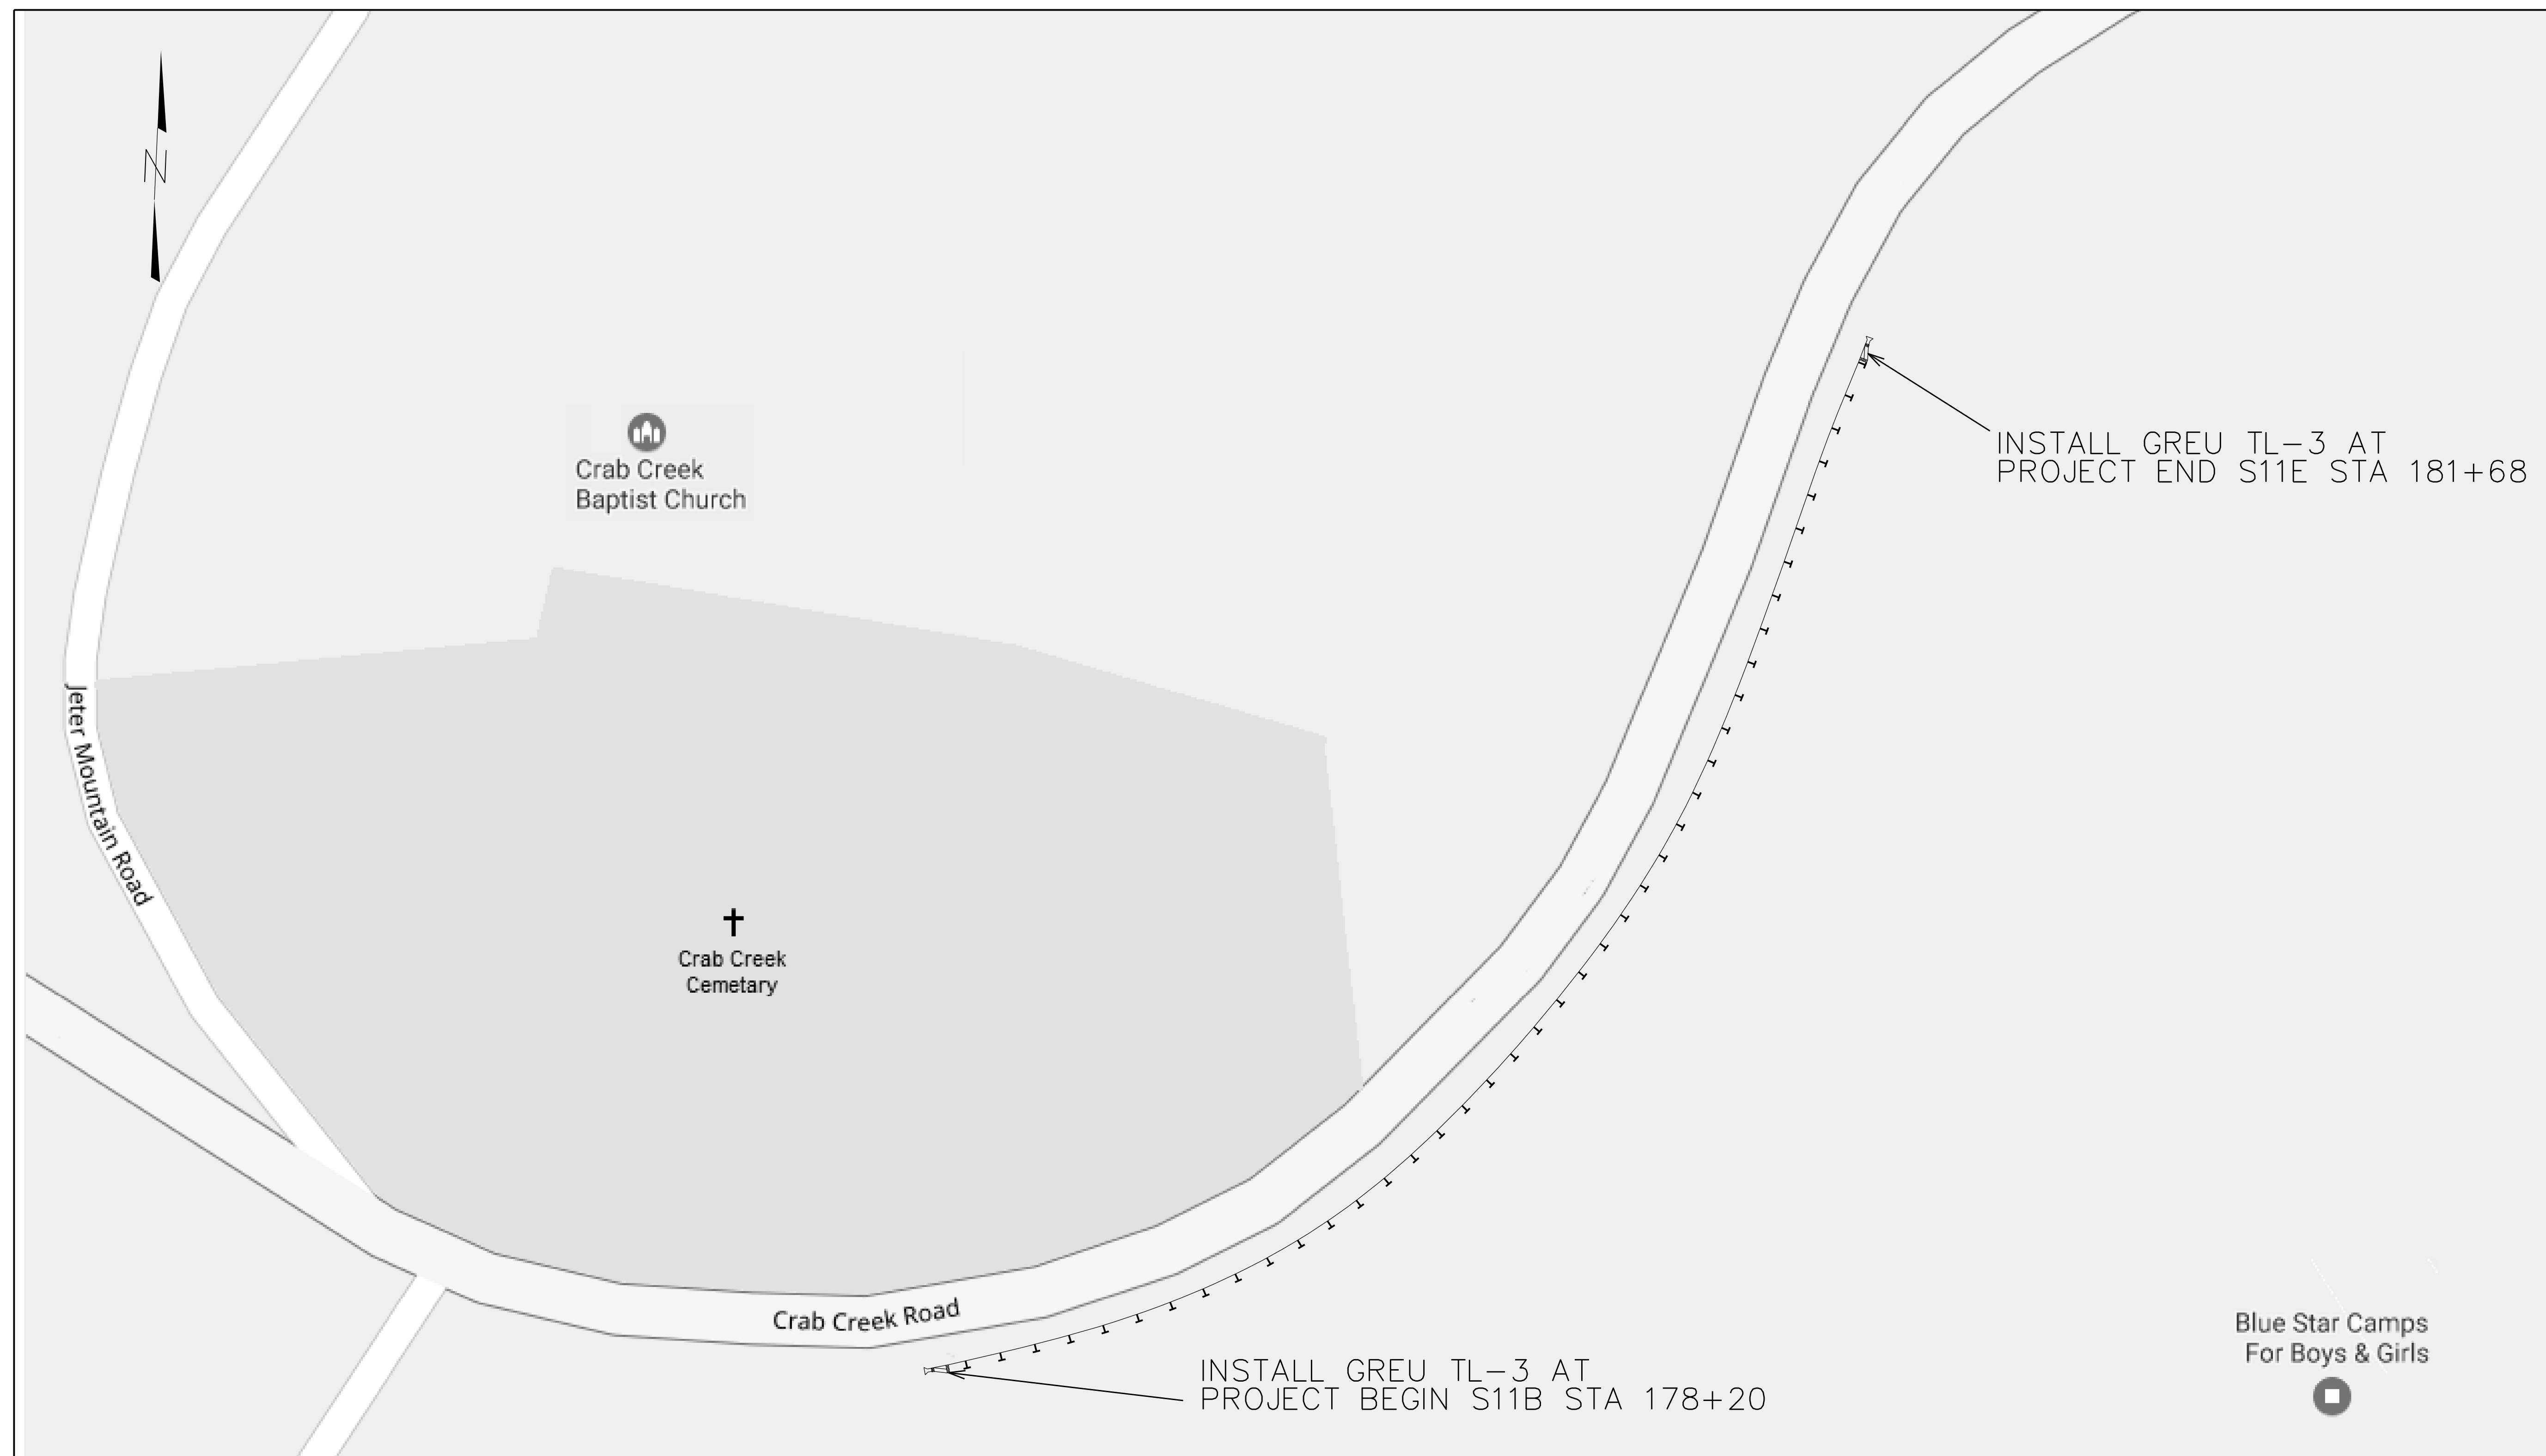 N
Crab Creek
Baptist Church
INSTALL GREU TL-3 AT
PROJECT END S11E STA 181+68
Jeter Mountain Road
Crab Creek
Cemetary
Crab Creek Road
INSTALL GREU TL-3 AT
PROJECT BEGIN S11B STA 178+20
Blue Star Camps
For Boys & Girls